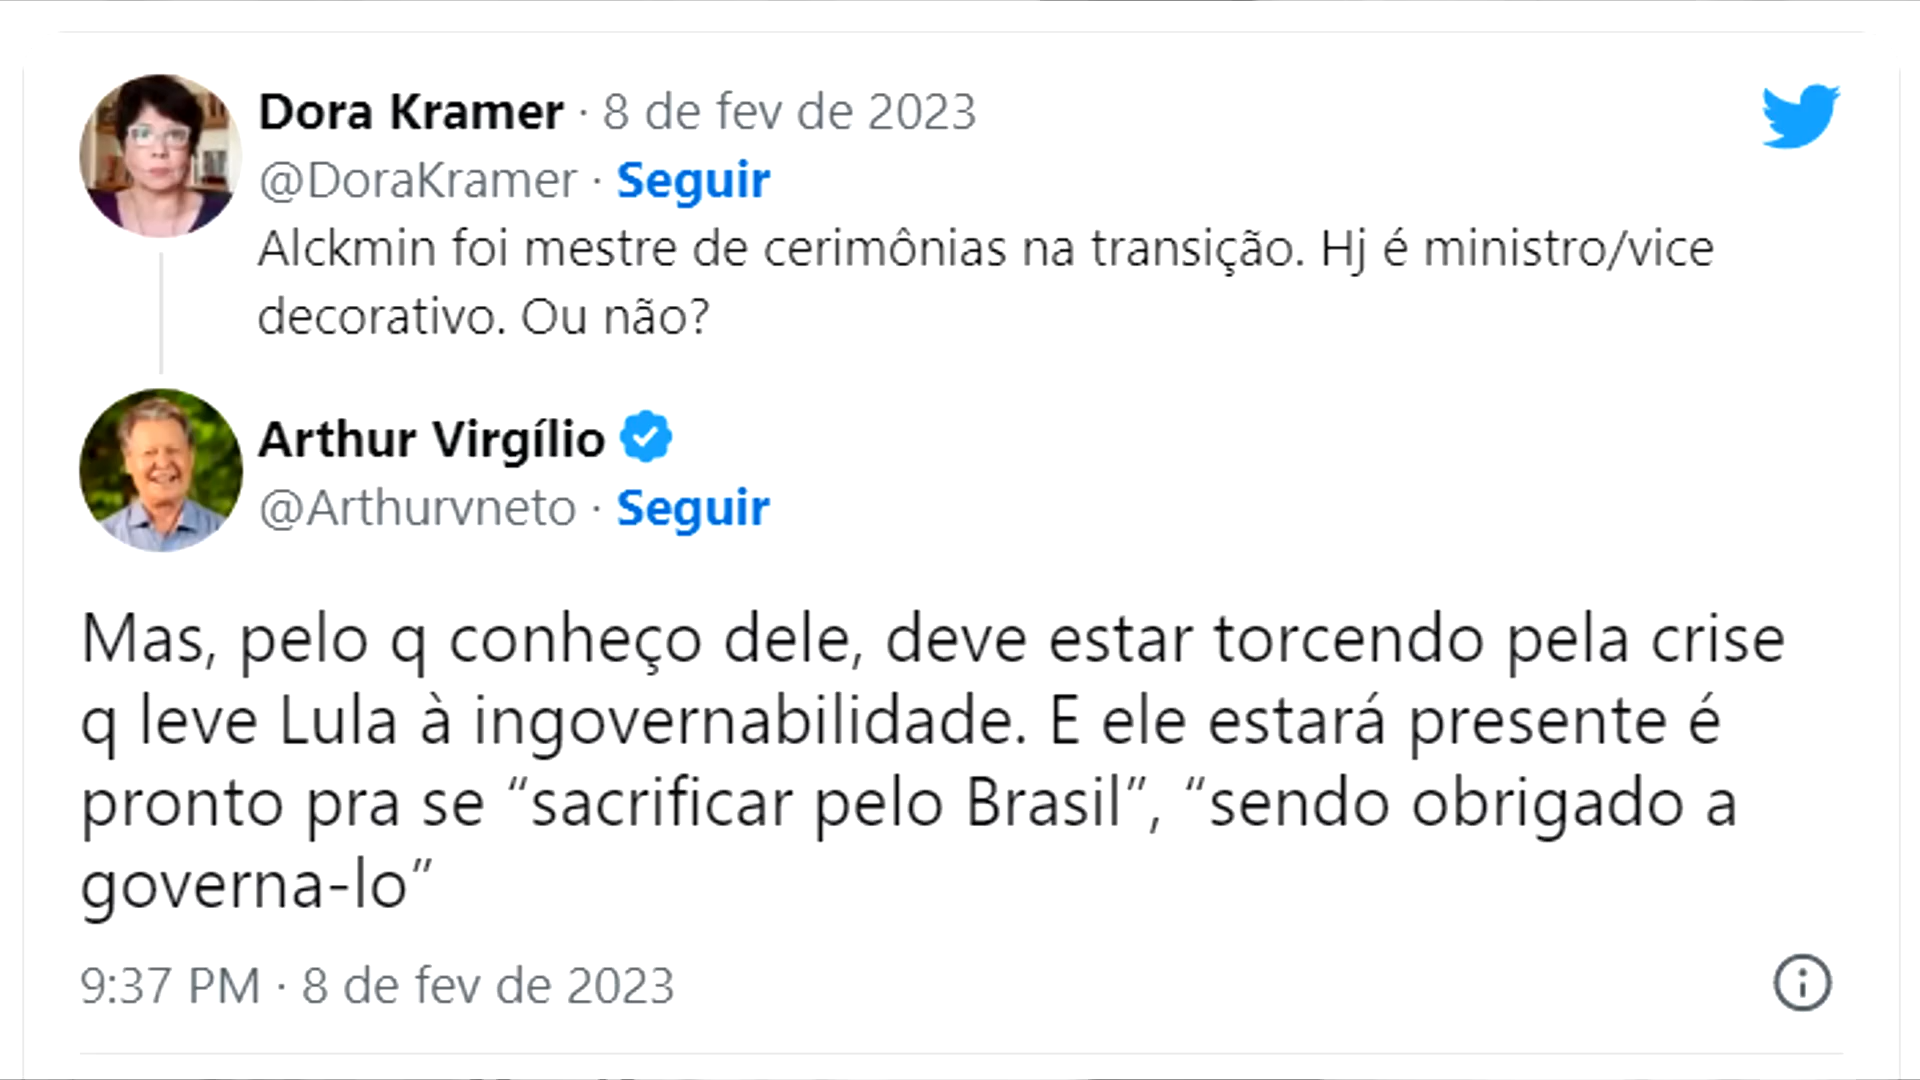 Dora Kramer · 8 de fev de 2023
@DoraKramer · Seguir
Alckmin foi mestre de cerimônias na transição. Hj é ministro/vice
decorativo. Ou não?
Arthur Virgílio
@Arthurvneto · Seguir
Mas, pelo q conheço dele, deve estar torcendo pela crise
q leve Lula à ingovernabilidade. E ele estará presente é
pronto pra se “sacrificar pelo Brasil”, “sendo obrigado a
governa-lo”
9:37 PM · 8 de fev de 2023